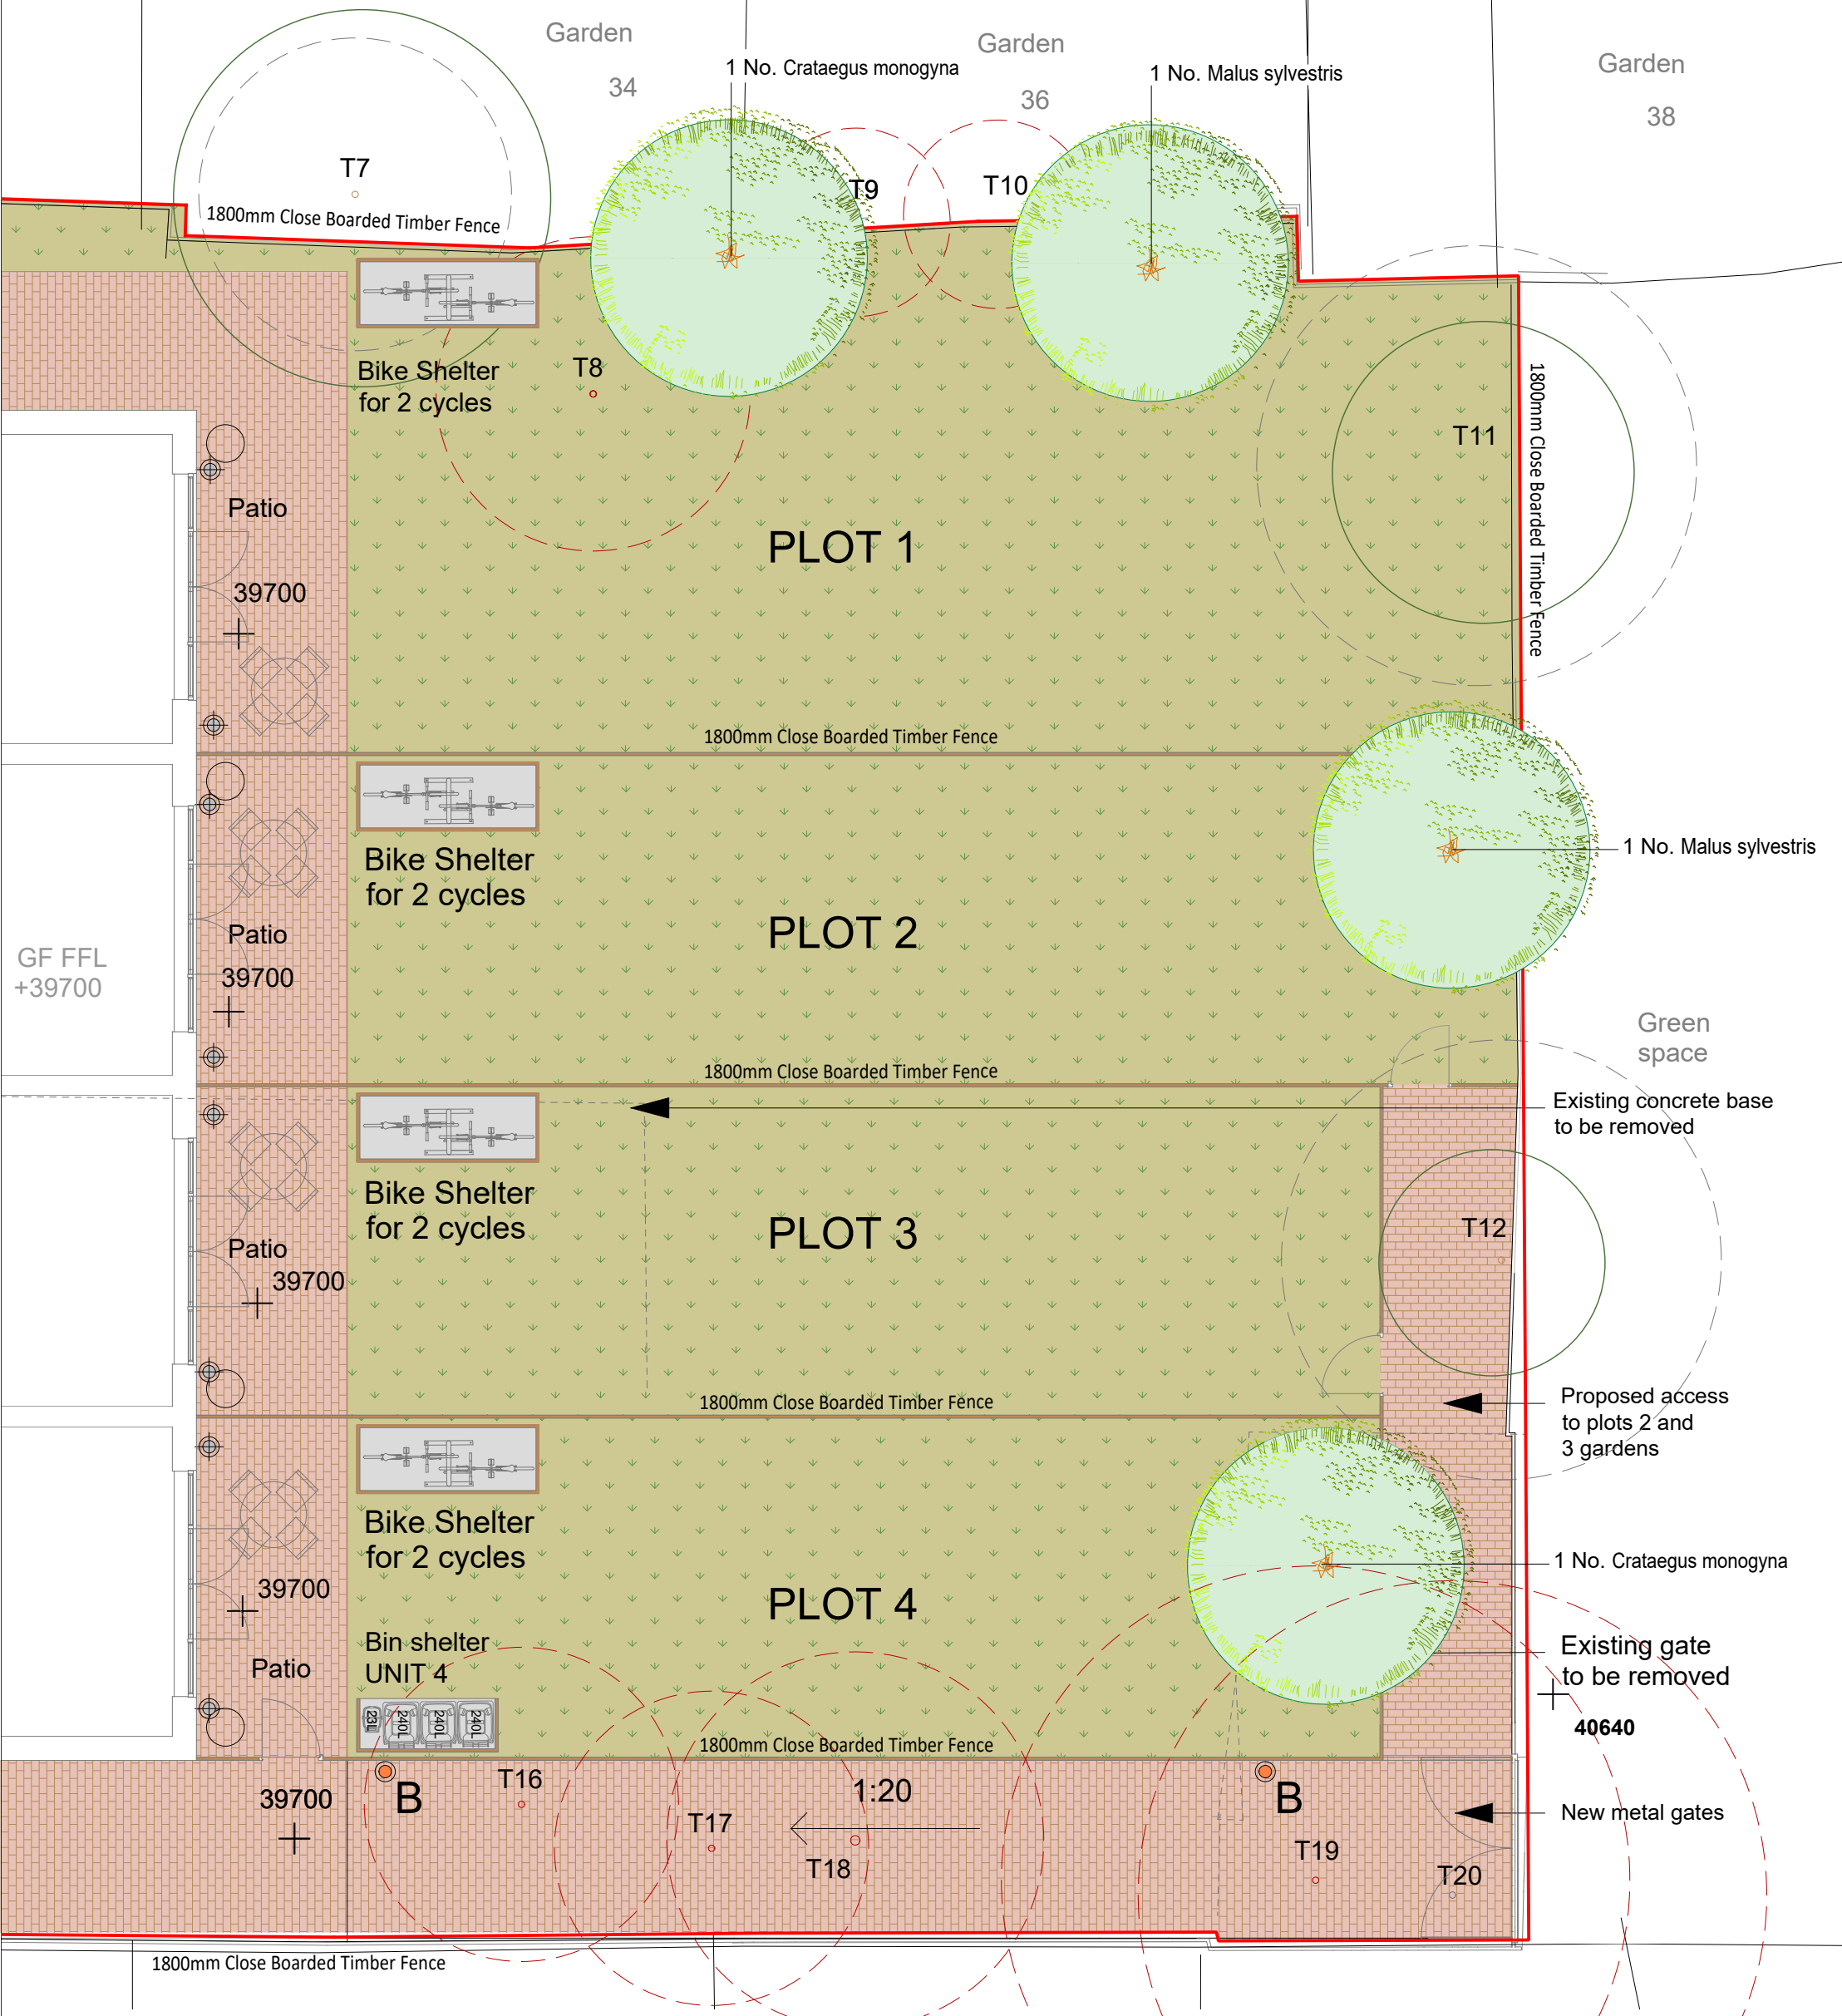 Garden
34
1 No. Crataegus monogyna
Garden
36
1 No. Malus sylvestris
Garden
38
T7
1800mm Close Boarded Timber Fence
T9
T10
Bike Shelter
for 2 cycles
T8
T11
1800mm Close Boarded Timber Fence
Patio
39700
PLOT 1
1800mm Close Boarded Timber Fence
Bike Shelter
for 2 cycles
1 No. Malus sylvestris
Patio
39700
PLOT 2
GF FFL
+39700
Green
space
1800mm Close Boarded Timber Fence
Existing concrete base
to be removed
Bike Shelter
for 2 cycles
PLOT 3
T12
Patio
39700
1800mm Close Boarded Timber Fence
Proposed access
to plots 2 and
3 gardens
Bike Shelter
for 2 cycles
39700
PLOT 4
1 No. Crataegus monogyna
Bin shelter
UNIT 4
Patio
Existing gate
to be removed
40640
23L
240L
240L
240L
1800mm Close Boarded Timber Fence
39700
B
T16
T17
1:20
T18
B
T19
T20
New metal gates
1800mm Close Boarded Timber Fence